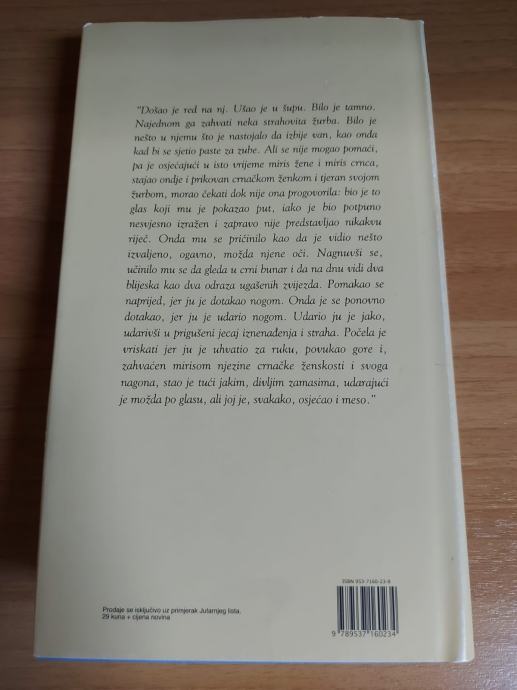 "Došao je red na nj. Ušao je u šupu. Bilo je tamno.
Najednom ga zahvati neka strahovita žurba. Bilo je
nešto u njemu što je nastojalo da izbije van, kao onda
kad bi se sjetio paste za zube. Ali se nije mogao pomaći,
pa je osjećajući u isto vrijeme miris žene i miris crnca,
stajao ondje i prikovan crnačkom ženkom i tjeran svojom
žurbom, morao čekati dok nije ona progovorila: bio je to
glas koji mu je pokazao put, iako je bio potpuno
nesvjesno izražen i zapravo nije predstavljao nikakvu
riječ. Onda mu se pričinilo kao da je vidio nešto
izvaljeno, ogavno, možda njene oči. Nagnuvši se,
učinilo mu se da gleda u crni bunar i da na dnu vidi dva
blijeska kao dva odraza ugašenih zvijezda. Pomakao se
naprijed, jer ju je dotakao nogom. Onda je se ponovno
dotakao, jer ju je udario nogom. Udario ju je jako,
udarivši u prigušeni jecaj iznenađenja i straha. Počela je
vriskati jer ju je uhvatio za ruku, povukao gore i,
zahvaćen mirisom njezine crnačke ženskosti i svoga
nagona, stao je tući jakim, divljim zamasima, udarajući
je možda po glasu, ali joj je, svakako, osjećao i meso."
ISBN 953-7160-23-8
Prodaje se isključivo uz primjerak Jutarnjeg lista,
29 kuna + cijena novina
9 789537 160234